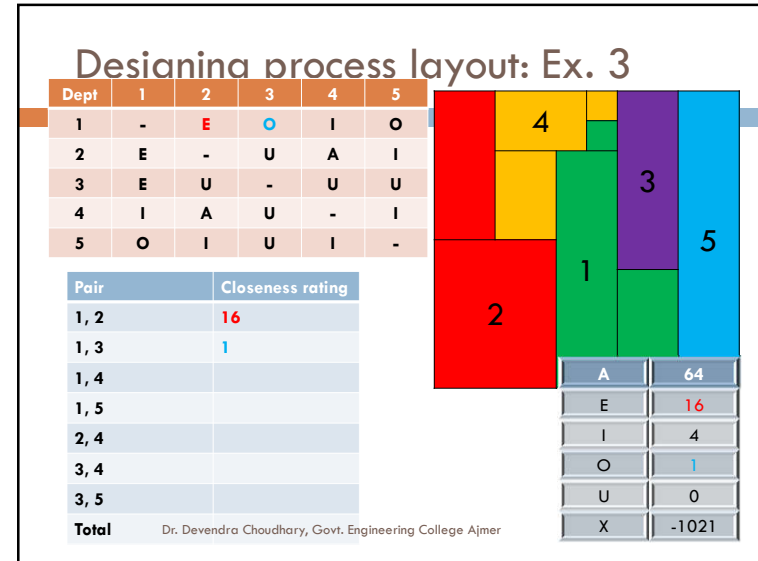 Designing process layout: Ex. 3
Dept 1 2 3 4 5
1 - E O I O
2 E - U A I
3 E U - U U
4 I A U - I
5 O I U I -
4
3
5
1
2
Pair Closeness rating
1, 2 16
1, 3 1
1, 4
1, 5
2, 4
3, 4
3, 5
Total
A 64
E 16
I 4
O 1
U 0
X -1021
Dr. Devendra Choudhary, Govt. Engineering College Ajmer